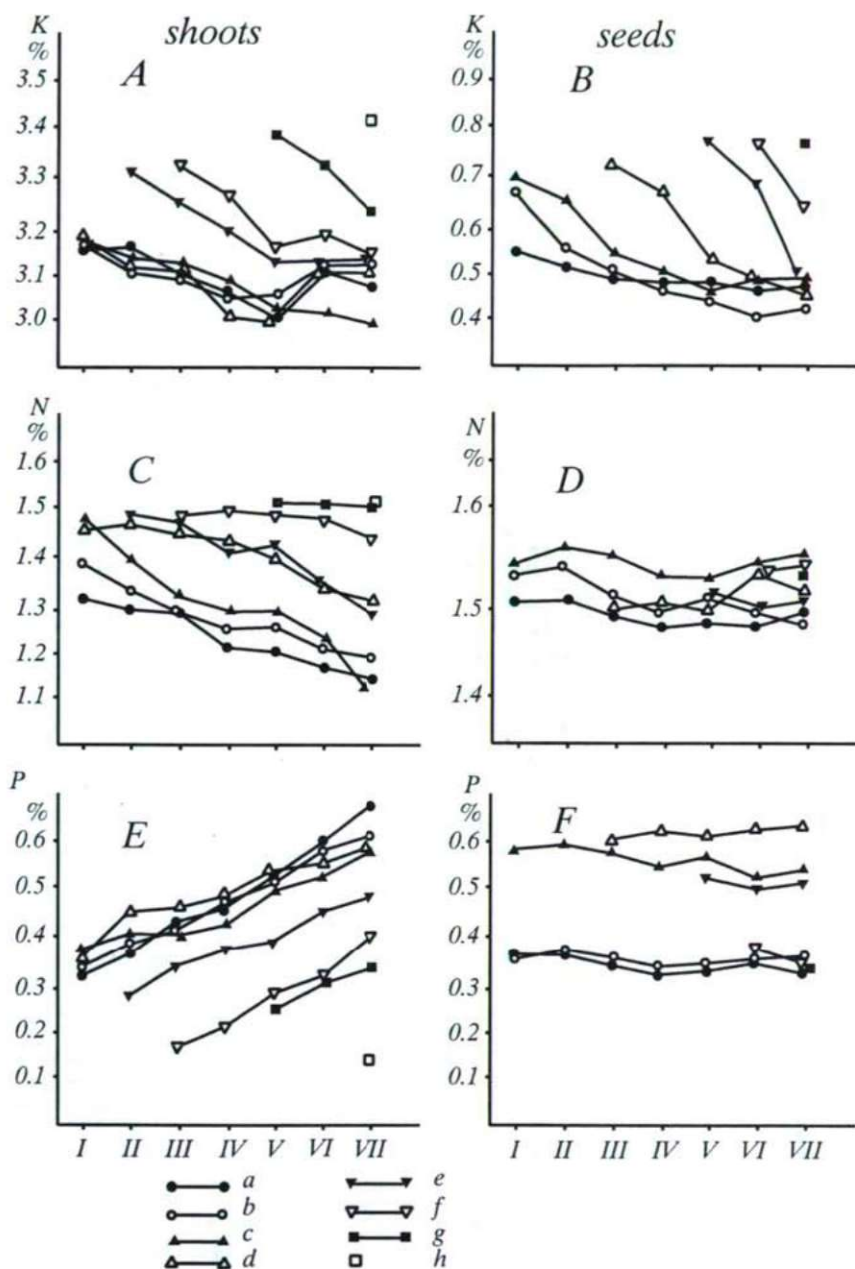 shoots
seeds
K
%
A
3.5
3.4
3.3
3.2
3.1
3.0
K
%
B
0.9
0.8
0.7
0.6
0.5
0.4
N
%
C
1.6
1.5
1.4
1.3
1.2
1.1
N
%
D
1.6
1.5
1.4
P
%
E
0.6
0.5
0.4
0.3
0.2
0.1
I II III IV V VI VII
P
%
F
0.6
0.5
0.4
0.3
0.2
0.1
I II III IV V VI VII
a
b
c
d
e
f
g
h